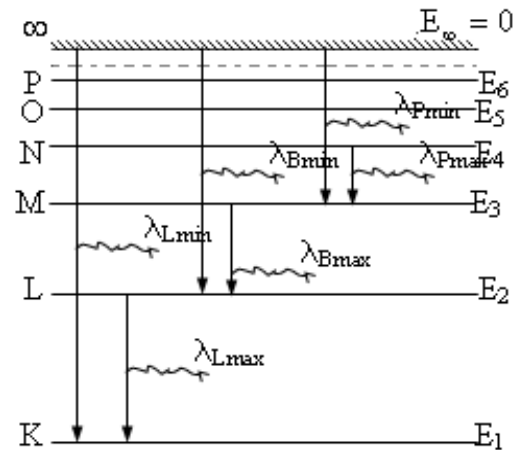 ∞ E∞ = 0
P E₆
O E₅
λPmin
N E₄
λBmin λPmax
M E₃
λLmin
λBmax
L E₂
λLmax
K E₁